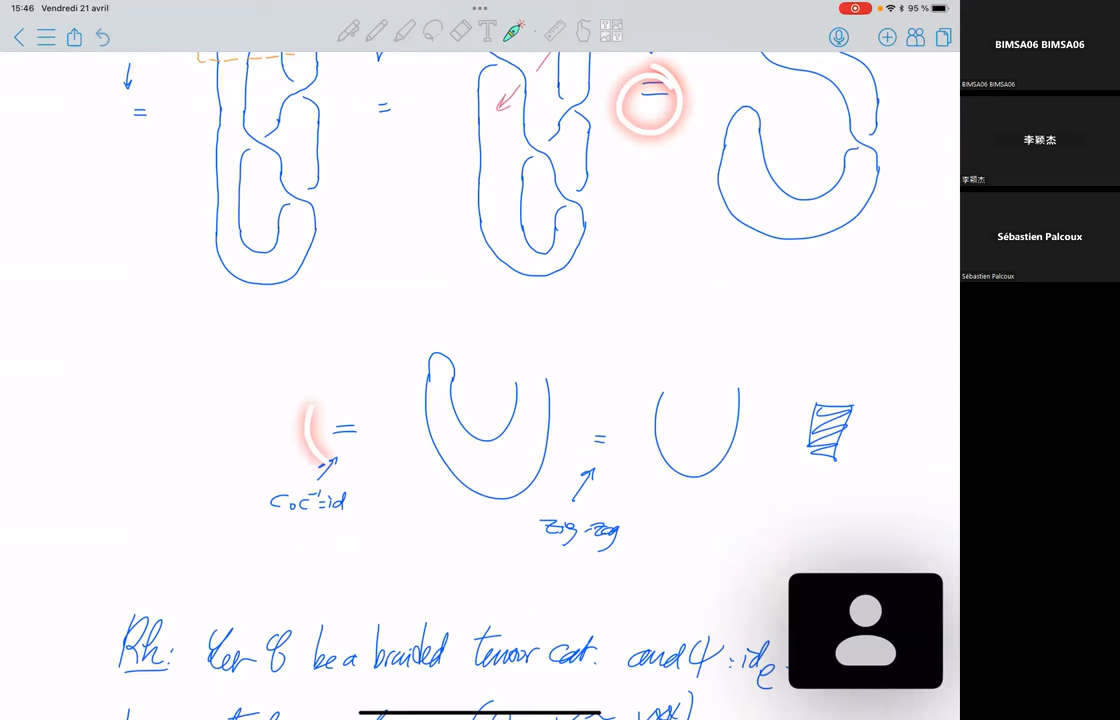 15:46 Vendredi 21 avril
95 %
T
BIMSA06 BIMSA06
BIMSA06 BIMSA06
李颖杰
李颖杰
Sébastien Palcoux
Sébastien Palcoux
= = =
= =
c∘c⁻¹=id
zig-zag
Rk: Let C be a braided tensor cat. and ψ: id_C